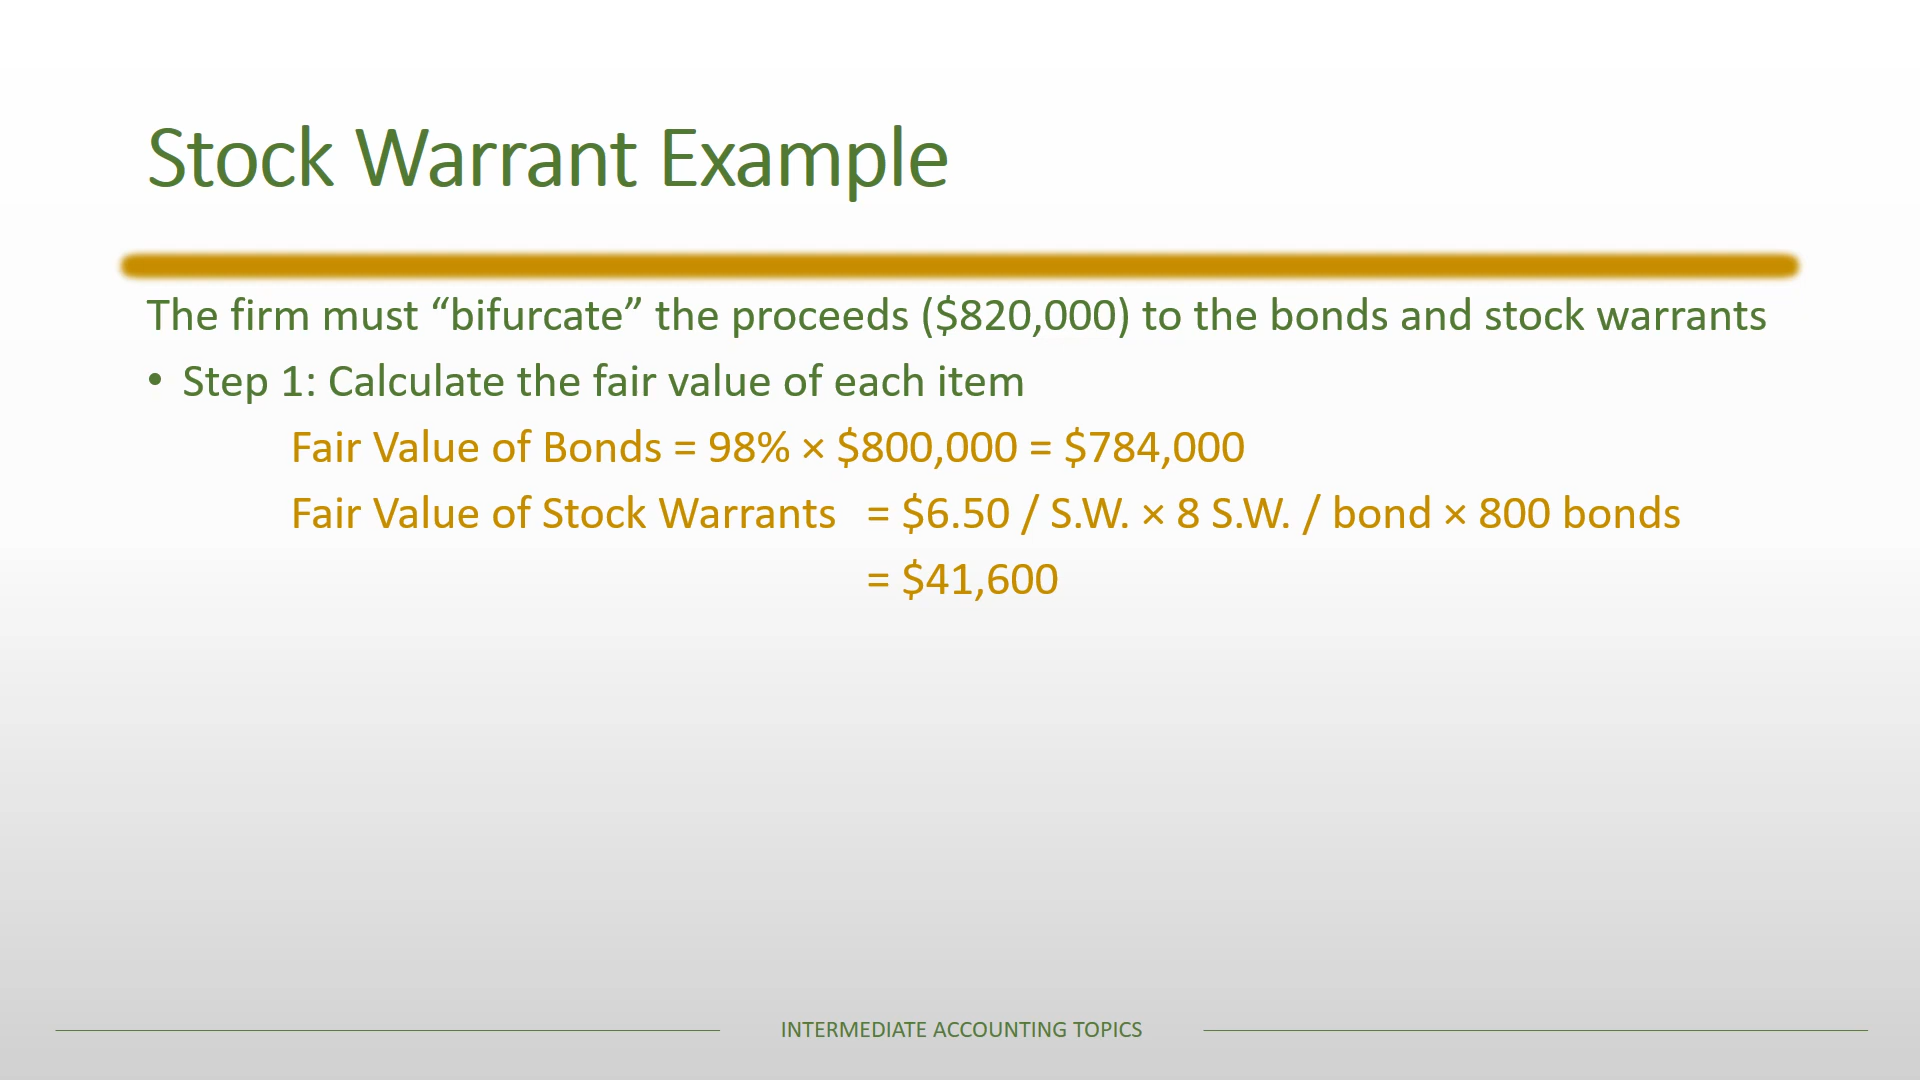 Stock Warrant Example
The firm must “bifurcate” the proceeds ($820,000) to the bonds and stock warrants
• Step 1: Calculate the fair value of each item
Fair Value of Bonds = 98% × $800,000 = $784,000
Fair Value of Stock Warrants = $6.50 / S.W. × 8 S.W. / bond × 800 bonds
= $41,600
INTERMEDIATE ACCOUNTING TOPICS